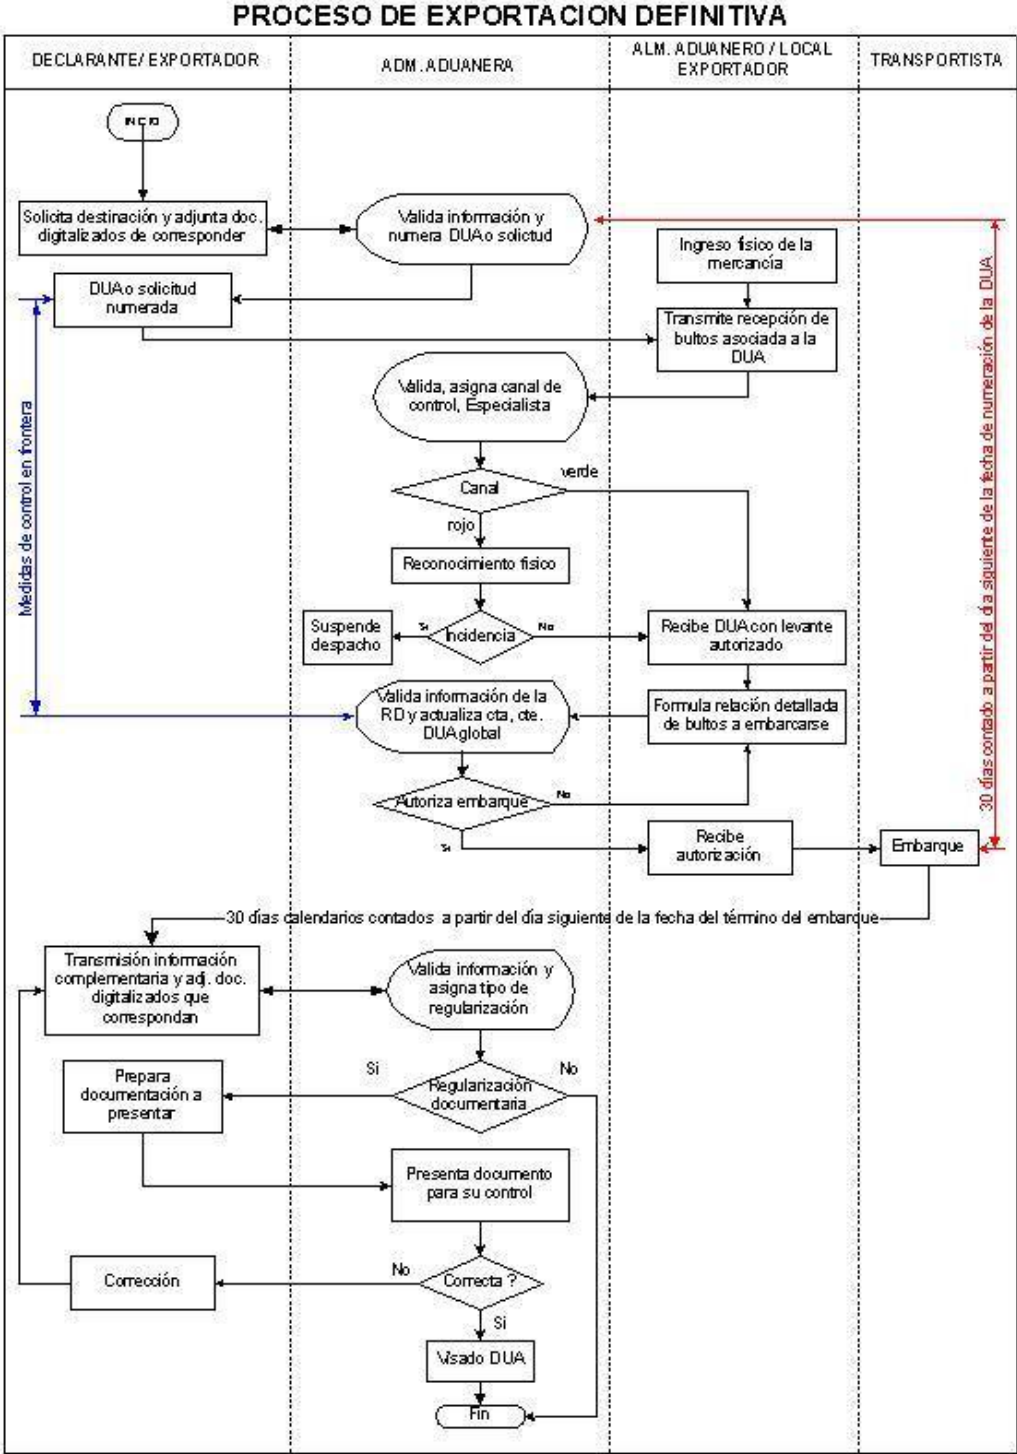 PROCESO DE EXPORTACION DEFINITIVA
DECLARANTE/ EXPORTADOR
ADM. ADUANERA
ALM. ADUANERO / LOCAL
EXPORTADOR
TRANSPORTISTA
INICIO
Solicita destinación y adjunta doc.
digitalizados de corresponder
Valida información y
numera DUA o solictud
Ingreso físico de la
mercancía
DUA o solicitud
numerada
Transmite recepción de
bultos asociada a la
DUA
Valida, asigna canal de
control, Especialista
Canal
verde
rojo
Reconocimiento fisico
Suspende
despacho
Si
Incidencia
No
Recibe DUA con levante
autorizado
Valida información de la
RD y actualiza cta, cte.
DUA global
Formula relación detallada
de bultos a embarcarse
Autoriza embarque
No
Si
Recibe
autorización
Embarque
Medidas de control en frontera
30 días contado a partir del día siguiente de la fecha de numeración de la DUA
30 días calendarios contados a partir del día siguiente de la fecha del término del embarque
Transmisión información
complementaria y adj. doc.
digitalizados que
correspondan
Valida información y
asigna tipo de
regularización
Si
No
Prepara
documentación a
presentar
Regularización
documentaria
Presenta documento
para su control
Corrección
No
Correcta ?
Si
Visado DUA
Fin